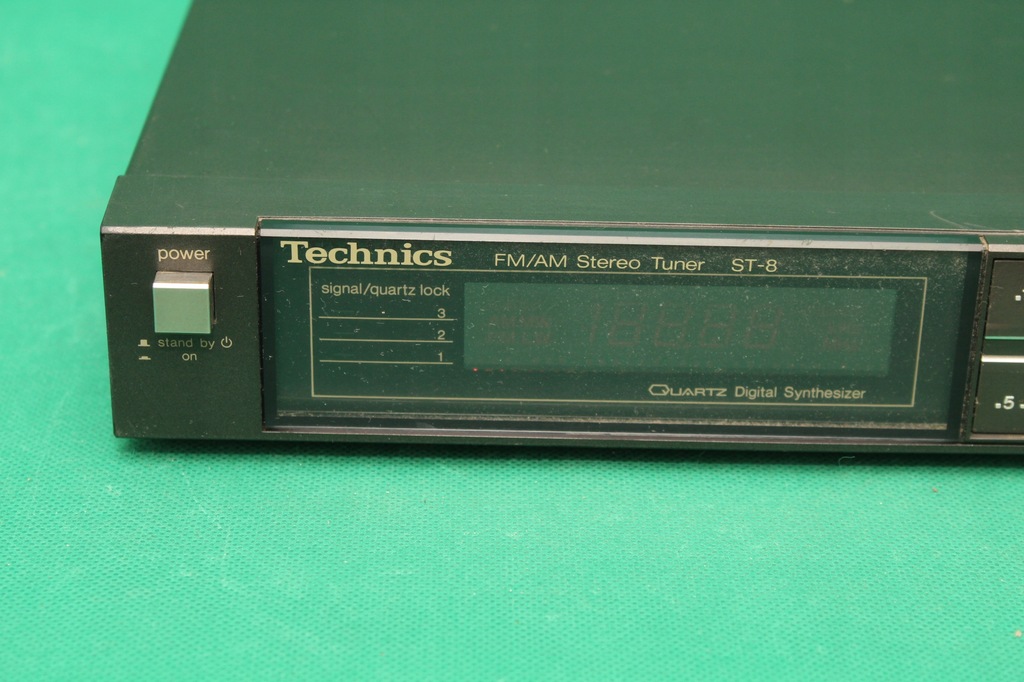 power
Technics
FM/AM Stereo Tuner ST-8
signal/quartz lock
3
2
1
stand by
on
QUARTZ Digital Synthesizer
.5.